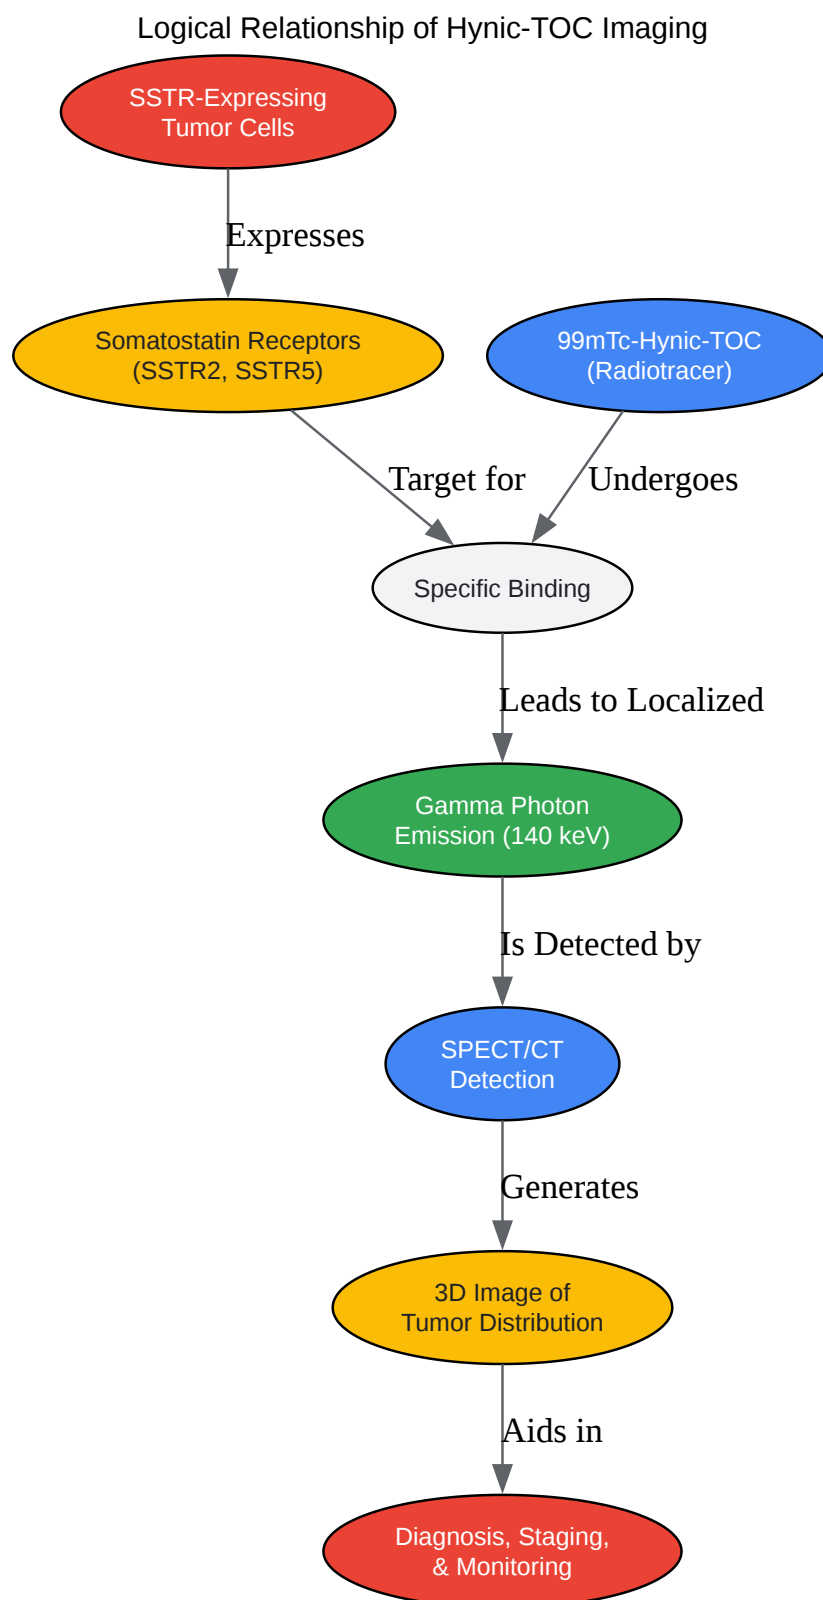 Logical Relationship of Hynic-TOC Imaging
SSTR-Expressing
Tumor Cells
Expresses
Somatostatin Receptors
(SSTR2, SSTR5)
99mTc-Hynic-TOC
(Radiotracer)
Target for
Undergoes
Specific Binding
Leads to Localized
Gamma Photon
Emission (140 keV)
Is Detected by
SPECT/CT
Detection
Generates
3D Image of
Tumor Distribution
Aids in
Diagnosis, Staging,
& Monitoring